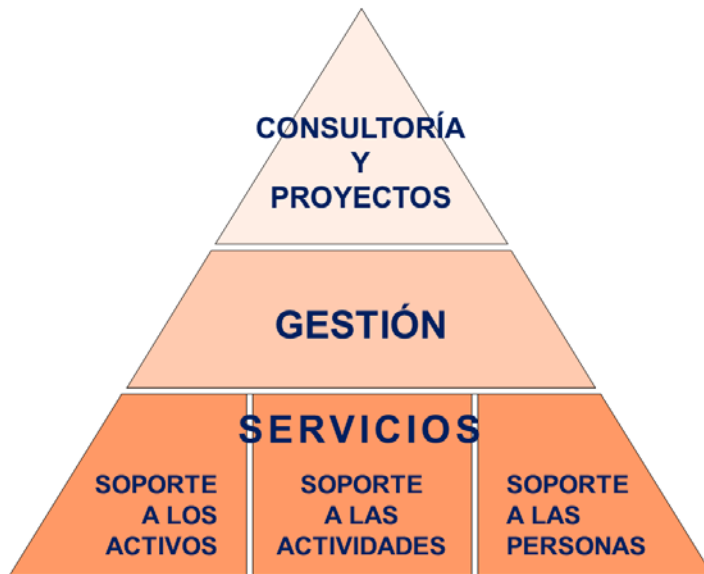 CONSULTORÍA
Y
PROYECTOS
GESTIÓN
SERVICIOS
SOPORTE
A LOS
ACTIVOS
SOPORTE
A LAS
ACTIVIDADES
SOPORTE
A LAS
PERSONAS